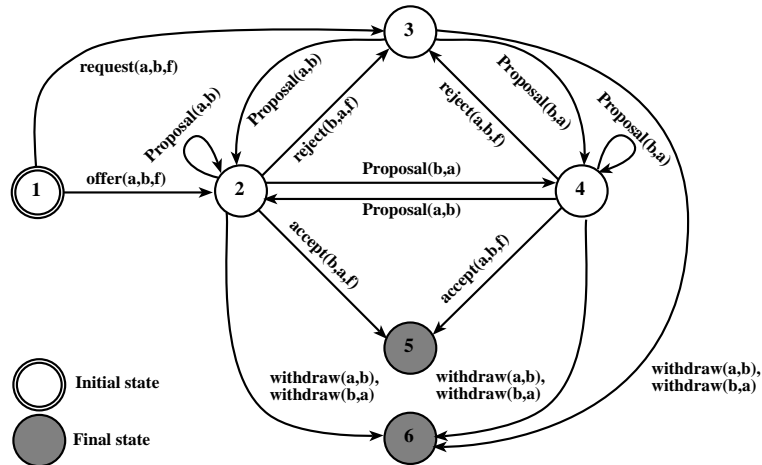 3
request(a,b,f)
Proposal(a,b)
Proposal(a,b)
reject(b,a,f)
reject(a,b,f)
Proposal(b,a)
Proposal(b,a)
1
offer(a,b,f)
2
Proposal(b,a)
Proposal(a,b)
4
accept(b,a,f)
accept(a,b,f)
5
withdraw(a,b),
withdraw(b,a)
withdraw(a,b),
withdraw(b,a)
withdraw(a,b),
withdraw(b,a)
Initial state
6
Final state